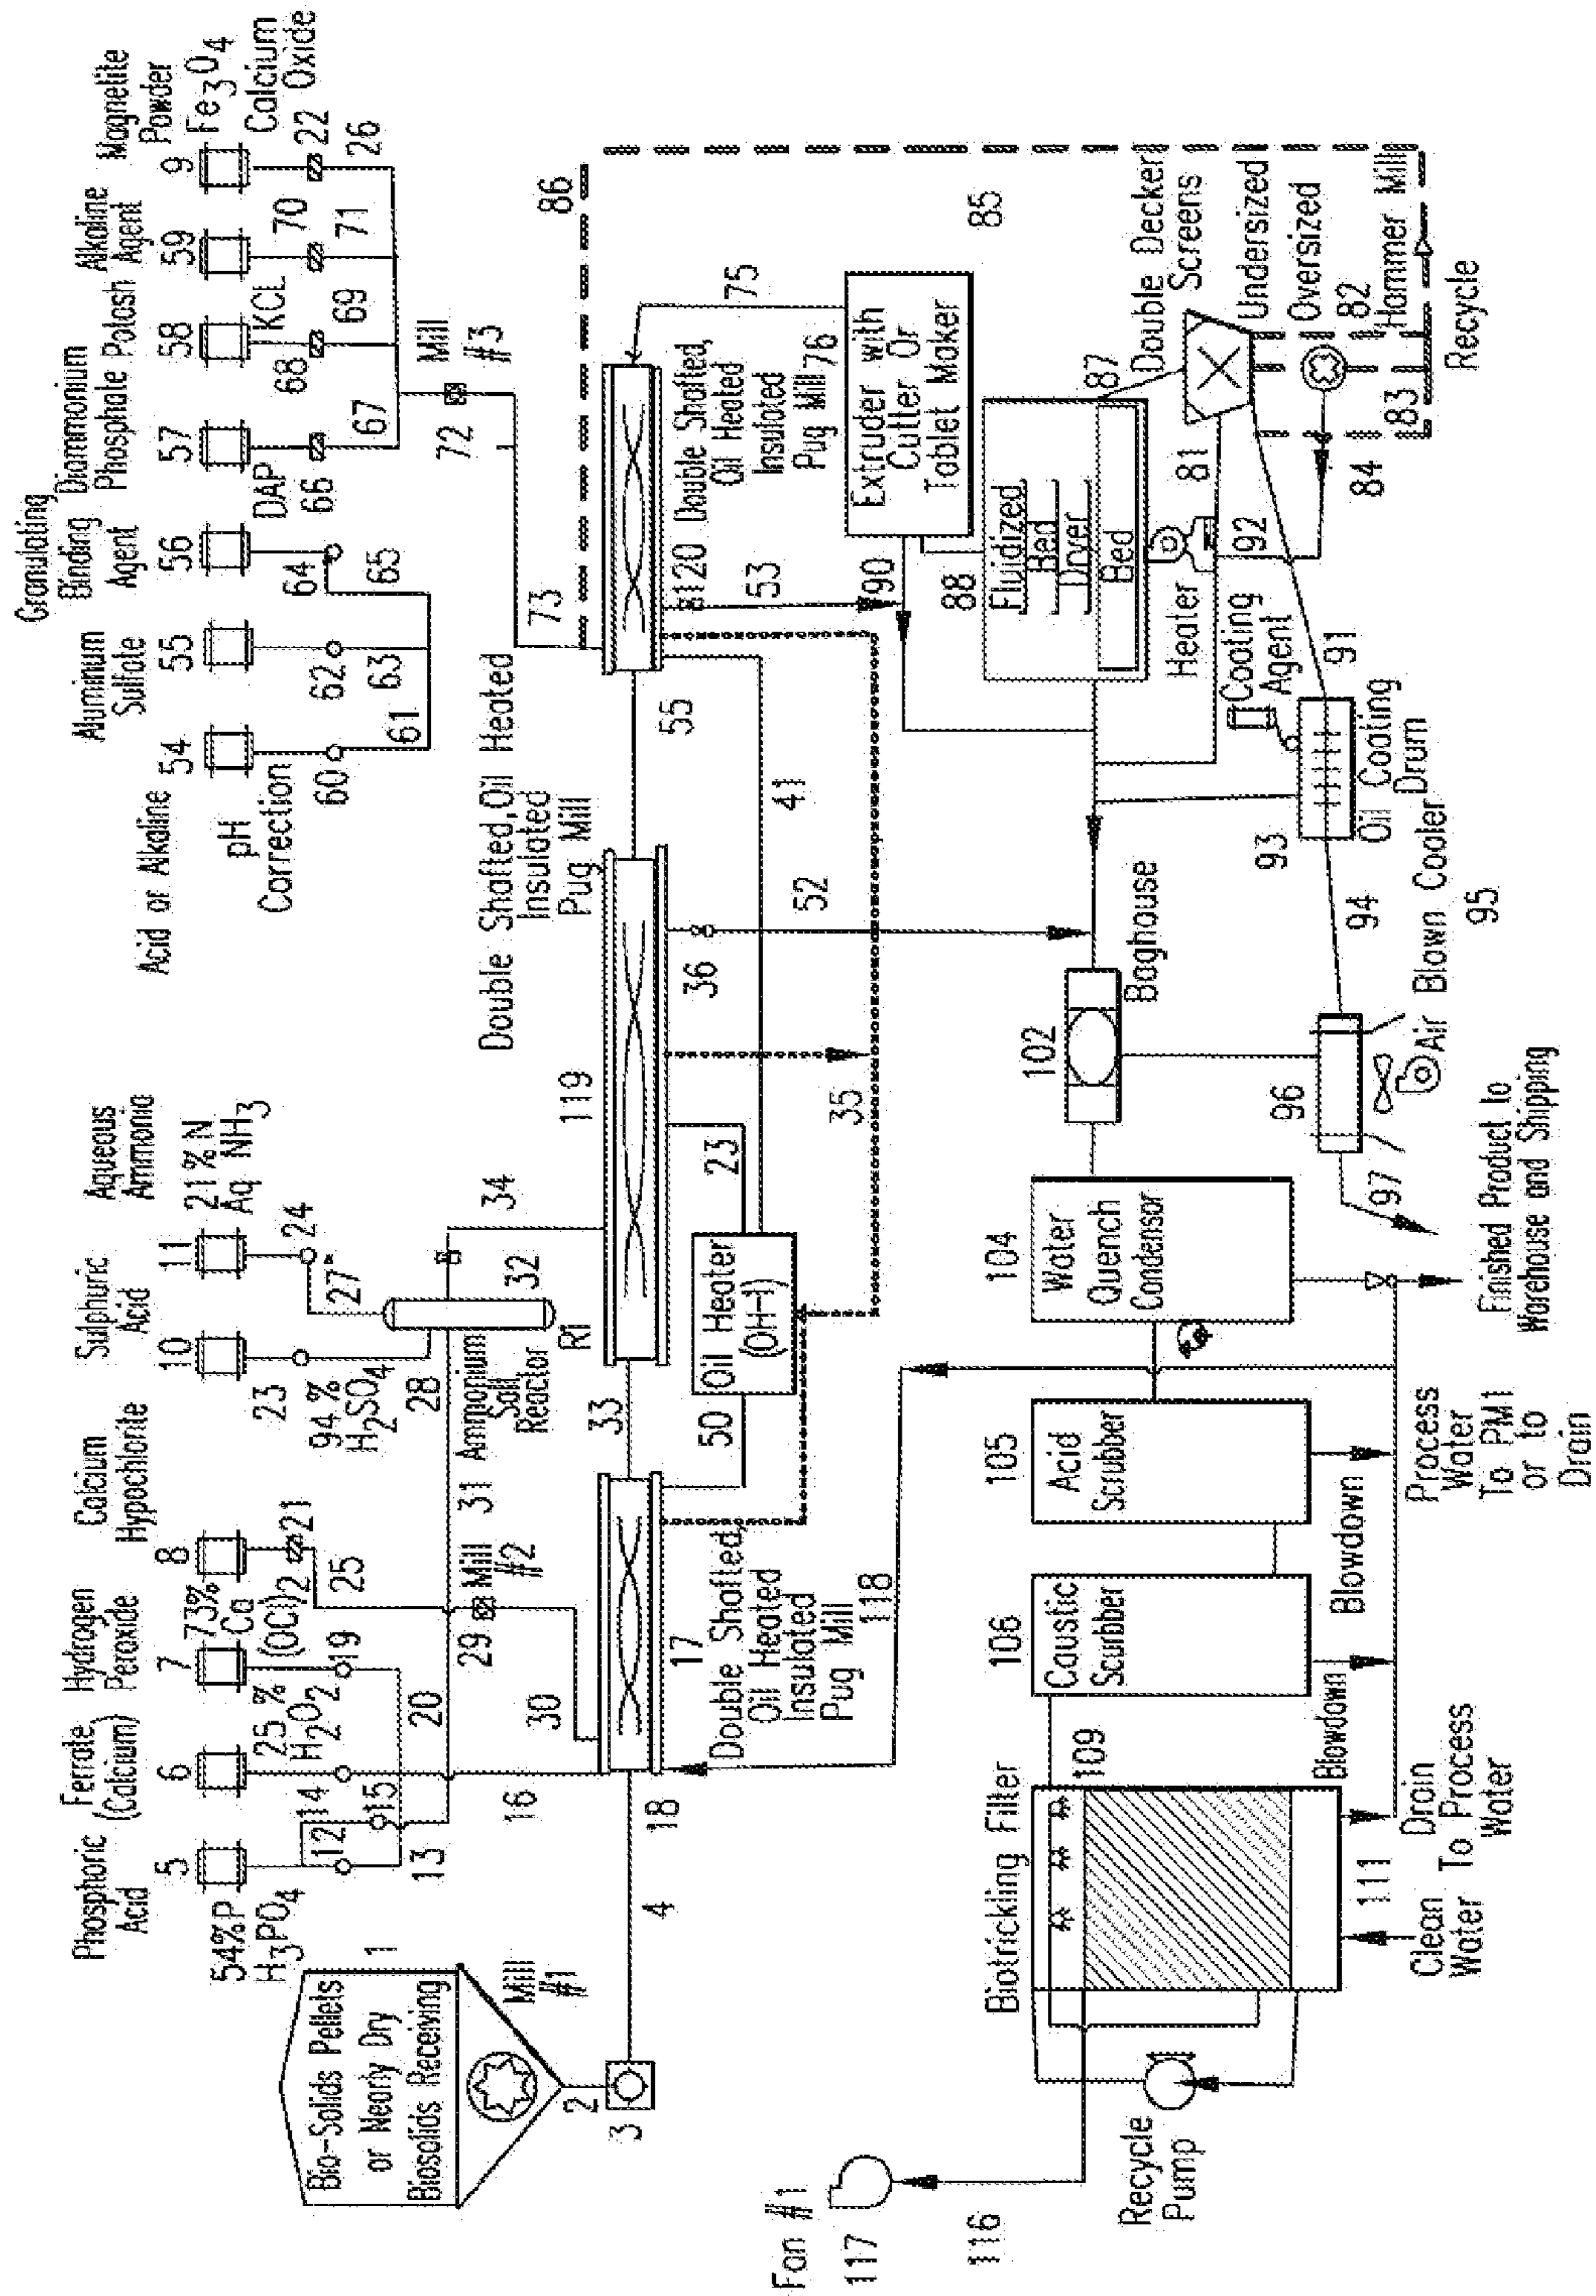 Phosphoric
Acid
5
54%P
H3PO4
Ferrate
(Calcium)
6
Hydrogen
Peroxide
7
25%
H2O2
Calcium
Hypochlorite
8
73%
Ca
(OCl)2
Sulphuric
Acid
10
94%
H2SO4
Aqueous
Ammonia
11
21%N
Aq NH3
Acid or Alkaline
54
pH
Correction
Aluminum
Sulfate
55
Granulating
Binding
Agent
56
Diammonium
Phosphate
57
DAP
Potash
58
KCL
Alkaline
Agent
59
Magnetite
Powder
9
Fe3O4
Calcium
Oxide
12
13
14
15
16
19
20
21
25
23
24
27
28
60
61
62
63
64
65
66
67
68
69
70
71
22
26
Bio-Solids Pellets
or Nearly Dry
Biosolids Receiving
1
Mill
#1
2
3
4
18
30
29
Mill
#2
31
Ammonium
Salt
Reactor
R1
32
34
Mill
#3
72
73
86
17
Double Shafted,
Oil Heated
Insulated
Pug Mill
33
119
Double Shafted,Oil Heated
Insulated
Pug Mill
55
8120
Double Shafted,
Oil Heated
Insulated
Pug Mill
75
50
Oil Heater
(OH-1)
23
35
36
52
41
53
118
76
Extruder with
Cutter Or
Tablet Maker
85
90
88
Fluidized
Bed
Dryer
Bed
87
Heater
Double Decker
Screens
Undersized
Oversized
82
Hammer Mill
83
84
81
92
Recycle
Coating
Agent
91
Oil Coating
Drum
93
94
Air Blown Cooler
95
96
97
Finished Product to
Warehouse and Shipping
102
Baghouse
104
Water
Quench
Condensor
105
Acid
Scrubber
106
Caustic
Scurbber
Blowdown
Blowdown
Process
Water
To PM1
or to
Drain
Biotrickling Filter
109
111
Clean
Water
Drain
To Process
Water
Recycle
Pump
116
Fan #1
117